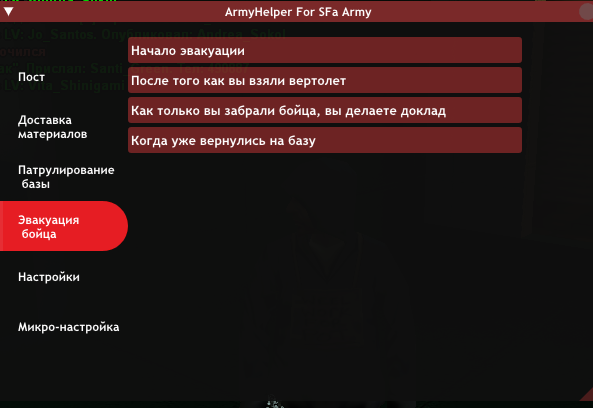 ArmyHelper For SFa Army
Пост
Доставка
материалов
Патрулирование
базы
Эвакуация
бойца
Настройки
Микро-настройка
Начало эвакуации
После того как вы взяли вертолет
Как только вы забрали бойца, вы делаете доклад
Когда уже вернулись на базу